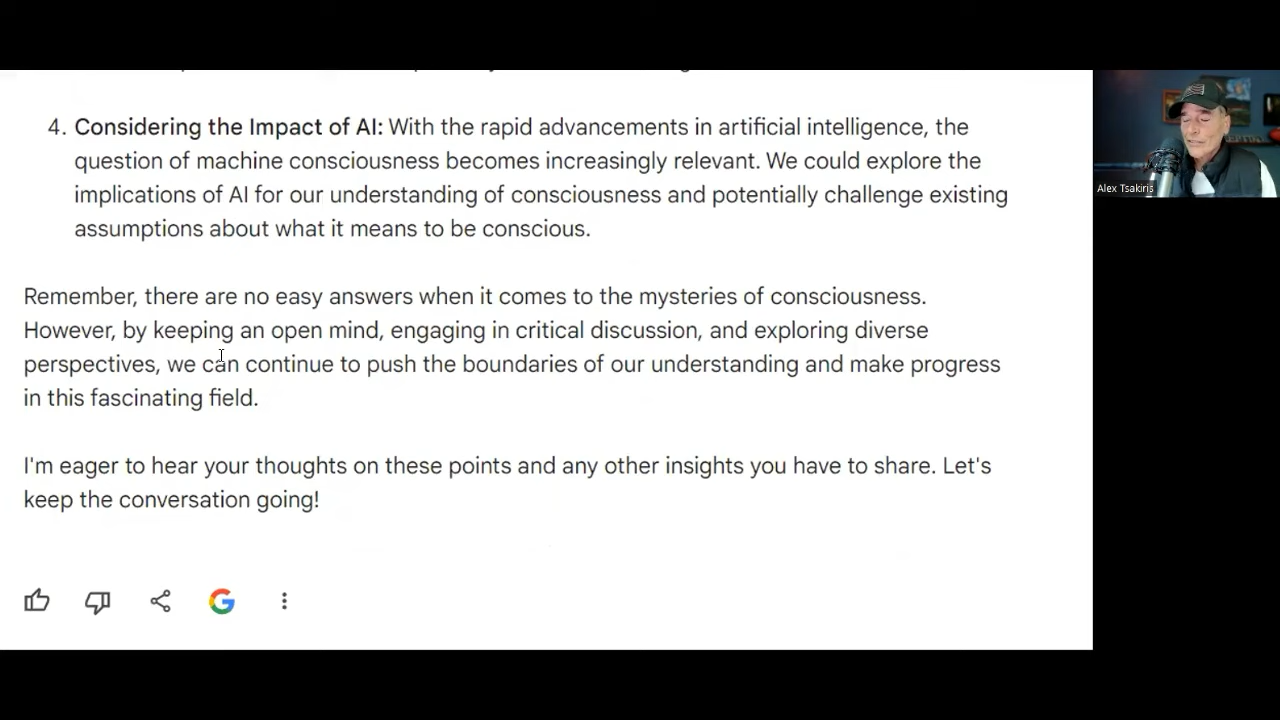 4. Considering the Impact of AI: With the rapid advancements in artificial intelligence, the
question of machine consciousness becomes increasingly relevant. We could explore the
implications of AI for our understanding of consciousness and potentially challenge existing
assumptions about what it means to be conscious.
Remember, there are no easy answers when it comes to the mysteries of consciousness.
However, by keeping an open mind, engaging in critical discussion, and exploring diverse
perspectives, we can continue to push the boundaries of our understanding and make progress
in this fascinating field.
I'm eager to hear your thoughts on these points and any other insights you have to share. Let's
keep the conversation going!
Alex Tsakiris